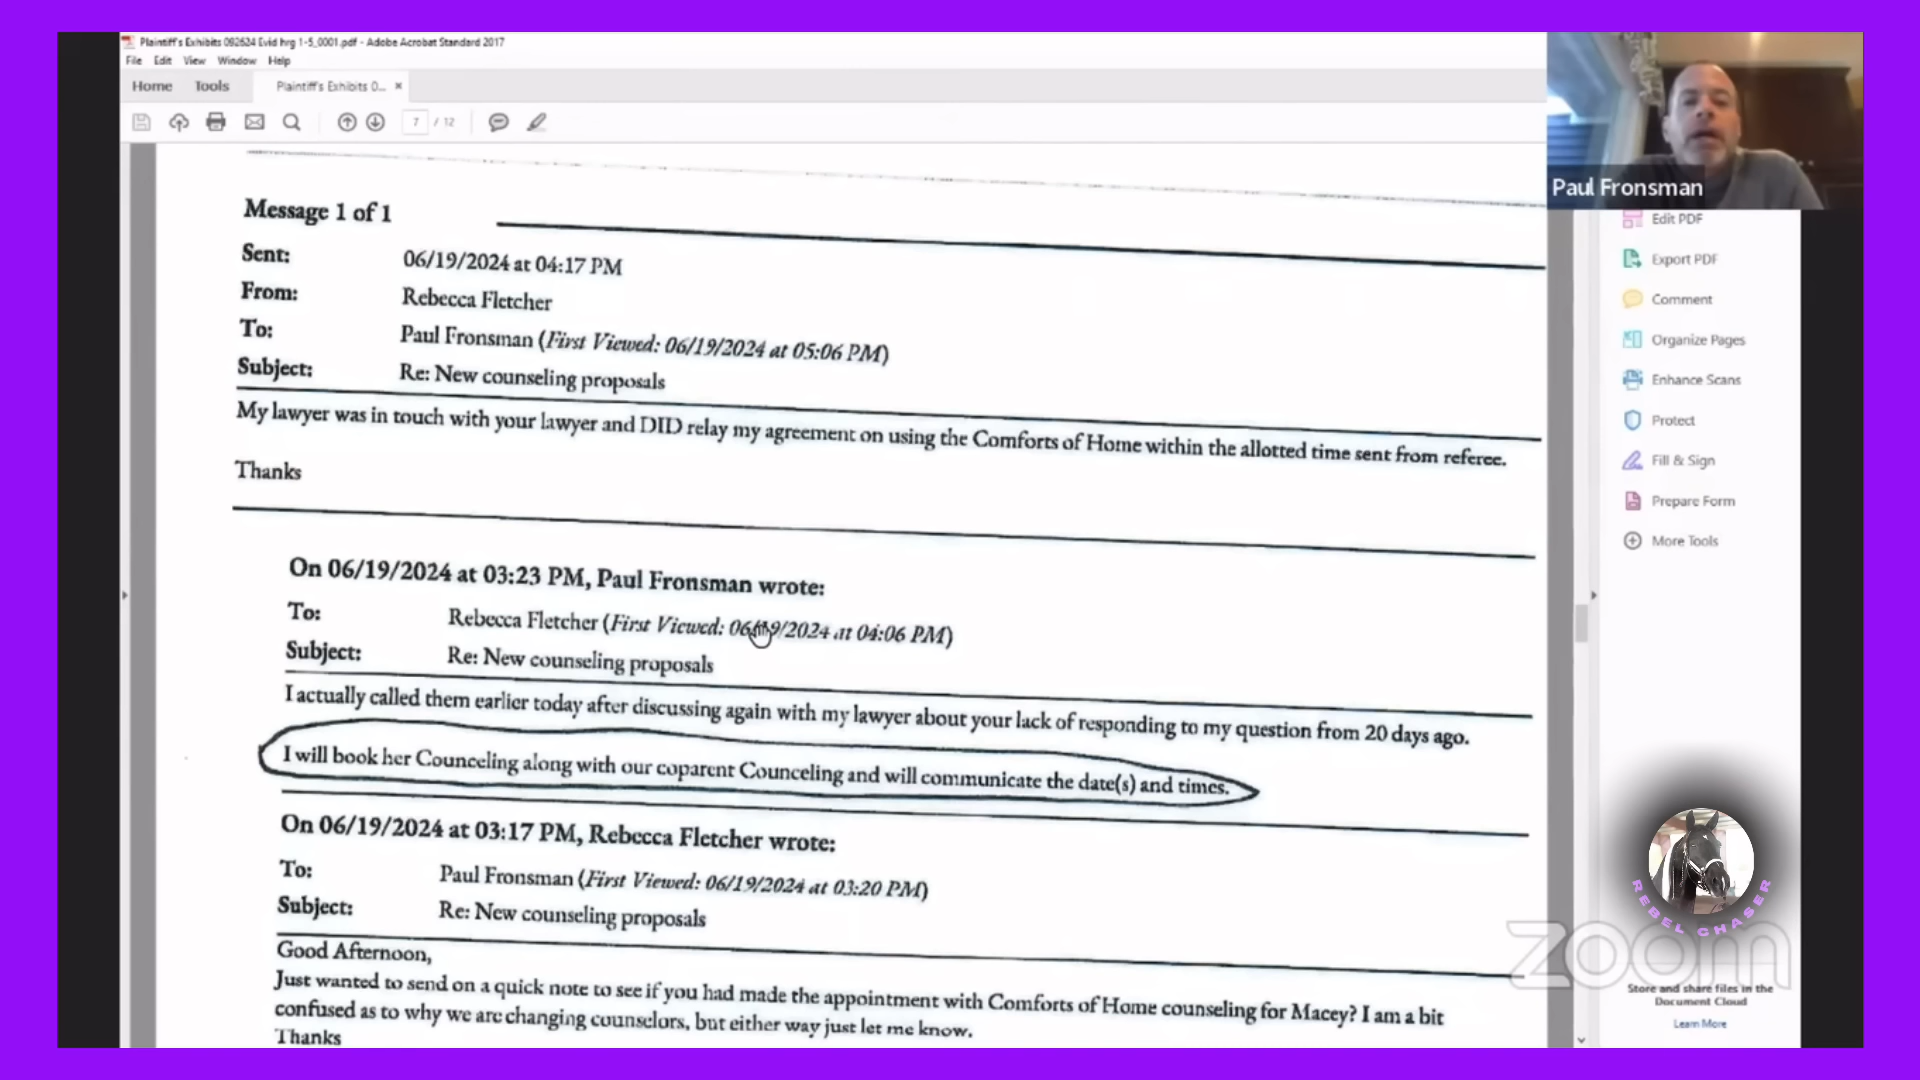 Plaintiff's Exhibits 092624 Evid hrg 1-5_0001.pdf - Adobe Acrobat Standard 2017
File Edit View Window Help
Home Tools Plaintiff's Exhibits 0... ×
7 / 12
Paul Fronsman
Message 1 of 1
Sent: 06/19/2024 at 04:17 PM
From: Rebecca Fletcher
To: Paul Fronsman (First Viewed: 06/19/2024 at 05:06 PM)
Subject: Re: New counseling proposals
My lawyer was in touch with your lawyer and DID relay my agreement on using the Comforts of Home within the allotted time sent from referee.
Thanks
On 06/19/2024 at 03:23 PM, Paul Fronsman wrote:
To: Rebecca Fletcher (First Viewed: 06/19/2024 at 04:06 PM)
Subject: Re: New counseling proposals
I actually called them earlier today after discussing again with my lawyer about your lack of responding to my question from 20 days ago.
I will book her Counceling along with our coparent Counceling and will communicate the date(s) and times.
On 06/19/2024 at 03:17 PM, Rebecca Fletcher wrote:
To: Paul Fronsman (First Viewed: 06/19/2024 at 03:20 PM)
Subject: Re: New counseling proposals
Good Afternoon,
Just wanted to send on a quick note to see if you had made the appointment with Comforts of Home counseling for Macey? I am a bit
confused as to why we are changing counselors, but either way just let me know.
Thanks
Edit PDF
Export PDF
Comment
Organize Pages
Enhance Scans
Protect
Fill & Sign
Prepare Form
More Tools
REBEL CHASER
zoom
Store and share files in the
Document Cloud
Learn More